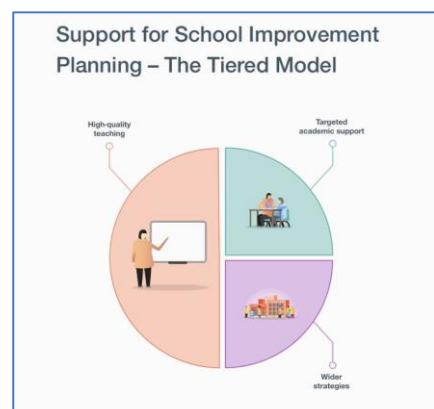 Support for School Improvement
Planning – The Tiered Model
High-quality
teaching
Targeted
academic support
Wider
strategies